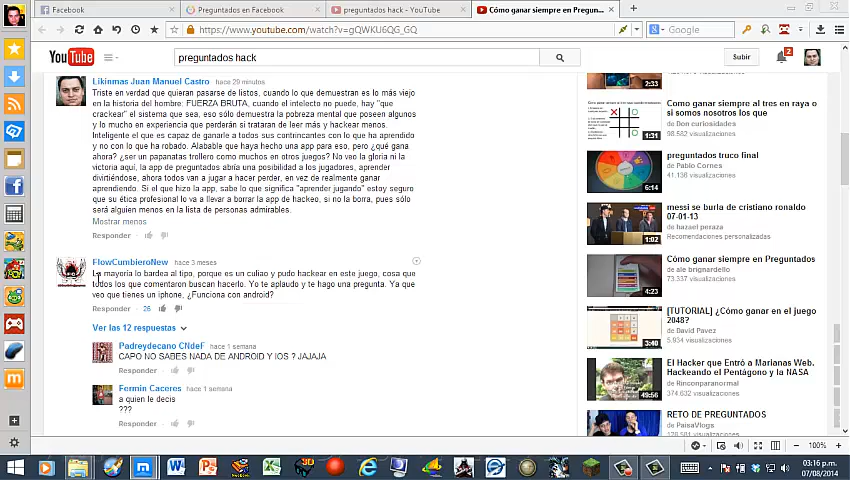 Facebook
Preguntados en Facebook
preguntados hack - YouTube
Cómo ganar siempre en Pregun...
https://www.youtube.com/watch?v=gQWKU6QG_GQ
Google
You Tube
preguntados hack
Subir
2
Likinmas Juan Manuel Castro hace 29 minutos
Triste en verdad que quieran pasarse de listos, cuando lo que demuestran es lo más viejo
en la historia del hombre: FUERZA BRUTA, cuando el intelecto no puede, hay "que
crackear" el sistema que sea, eso sólo demuestra la pobreza mental que poseen algunos
y lo mucho en experiencia que perderán si trataran de leer más y hackear menos.
Inteligente el que es capaz de ganarle a todos sus contrincantes con lo que ha aprendido
y no con lo que ha robado. Alabable que haya hecho una app para eso, pero ¿qué gana
ahora? ¿ser un papanatas trollero como muchos en otros juegos? No veo la gloria ni la
victoria aquí, la app de preguntados abría una posibilidad a los jugadores, aprender
divirtiéndose, ahora todos van a jugar a hacer perder, en vez de realmente ganar
aprendiendo. Si el que hizo la app, sabe lo que significa "aprender jugando" estoy seguro
que su ética profesional lo va a llevar a borrar la app de hackeo, si no la borra, pues sólo
será alguien menos en la lista de personas admirables.
Mostrar menos
Responder
FlowCumbieroNew hace 3 meses
La mayoría lo bardea al tipo, porque es un culiao y pudo hackear en este juego, cosa que
todos los que comentaron buscan hacerlo. Yo te aplaudo y te hago una pregunta. Ya que
veo que tienes un iphone, ¿Funciona con android?
Responder 26
Ver las 12 respuestas
Padreydecano CNdeF hace 1 semana
CAPO NO SABES NADA DE ANDROID Y IOS ? JAJAJA
Responder
Fermin Caceres hace 1 semana
a quien le decis
???
Responder
2:33
Como ganar siempre al tres en raya o
si somos nosotros los que
de Don curiosidades
98.582 visualizaciones
1:31
preguntados truco final
de Pablo Cornes
41.138 visualizaciones
6:14
messi se burla de cristiano ronaldo
07-01-13
de hazael peraza
Recomendaciones personalizadas
1:02
Cómo ganar siempre en Preguntados
de ale brignardello
73.337 visualizaciones
4:23
[TUTORIAL] ¿Cómo ganar en el juego
2048?
de David Pavez
5.934 visualizaciones
3:40
El Hacker que Entró a Marianas Web.
Hackeando el Pentágono y la NASA
de Rinconparanormal
374.632 visualizaciones
49:56
RETO DE PREGUNTADOS
de PaisaVlogs
178.581 visualizaciones
100%
03:16 p.m.
07/08/2014